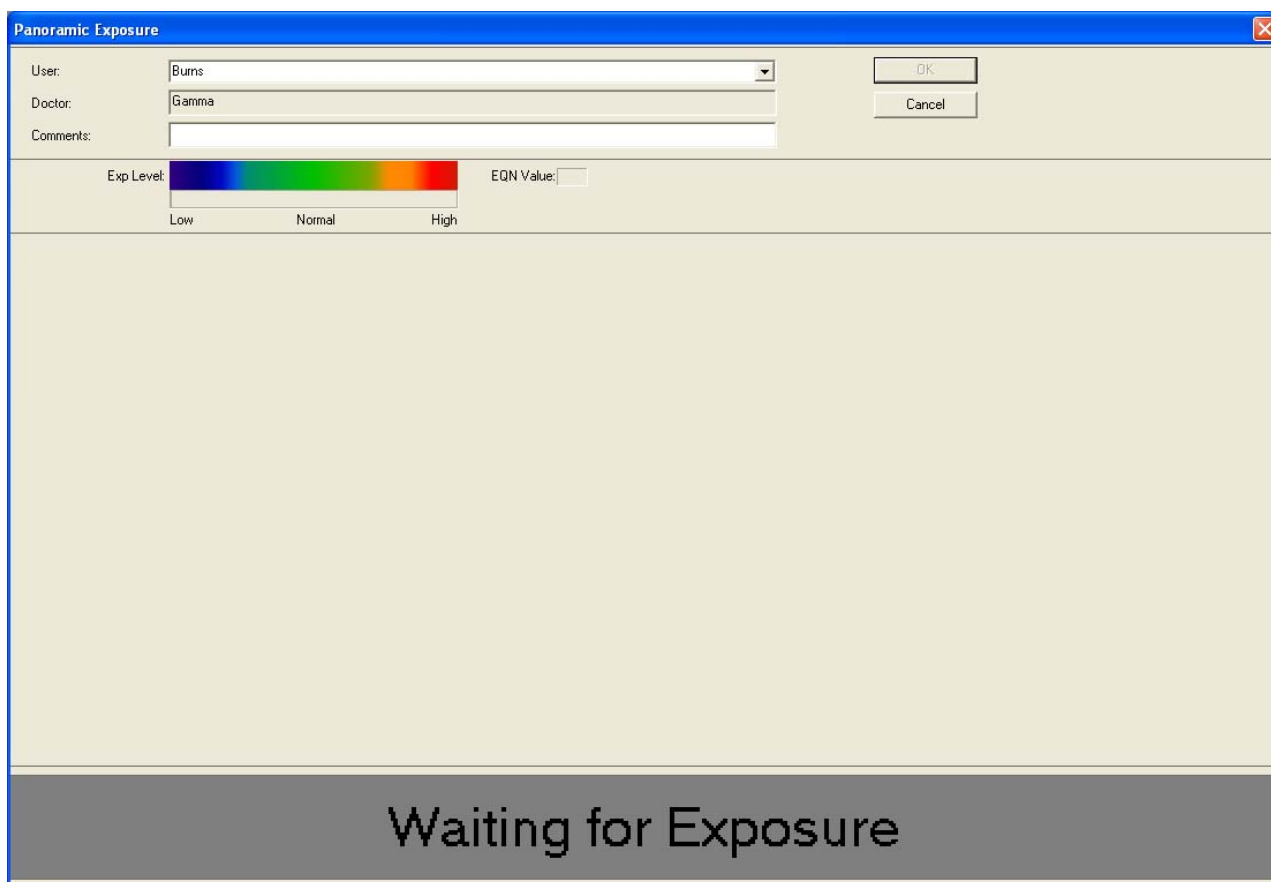 Panoramic Exposure
User: Burns OK
Doctor: Gamma Cancel
Comments:
Exp Level: EQN Value:
Low Normal High
Waiting for Exposure